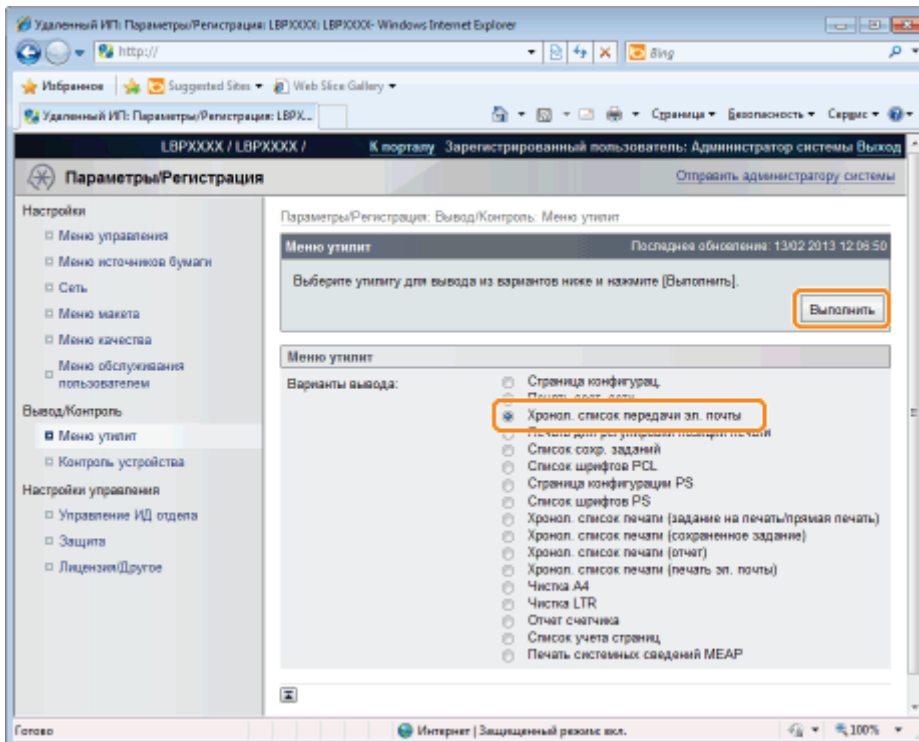 Удаленный ИП: Параметры/Регистрация: LBPXXXX: LBPXXXX- Windows Internet Explorer
http://
Bing
Избранное Suggested Sites Web Slice Gallery
Удаленный ИП: Параметры/Регистрация: LBPX...
Страница Безопасность Сервис
LBPXXXX / LBPXXXX / К порталу Зарегистрированный пользователь: Администратор системы Выход
Параметры/Регистрация
Отправить администратору системы
Настройки
Меню управления
Меню источников бумаги
Сеть
Меню макета
Меню качества
Меню обслуживания
пользователем
Вывод/Контроль
Меню утилит
Контроль устройства
Настройки управления
Управление ИД отдела
Защита
Лицензия/Другое
Параметры/Регистрация: Вывод/Контроль: Меню утилит
Меню утилит Последнее обновление: 13/02 2013 12:06:50
Выберите утилиту для вывода из вариантов ниже и нажмите [Выполнить].
Выполнить
Меню утилит
Варианты вывода:
Страница конфигурац.
Хронол. список передачи эл. почты
Печать для регулировки позиции печати
Список сохр. заданий
Список шрифтов PCL
Страница конфигурации PS
Список шрифтов PS
Хронол. список печати (задание на печать/прямая печать)
Хронол. список печати (сохраненное задание)
Хронол. список печати (отчет)
Хронол. список печати (печать эл. почты)
Чистка A4
Чистка LTR
Отчет счетчика
Список учета страниц
Печать системных сведений MEAP
Готово
Интернет | Защищенный режим: вкл.
100%